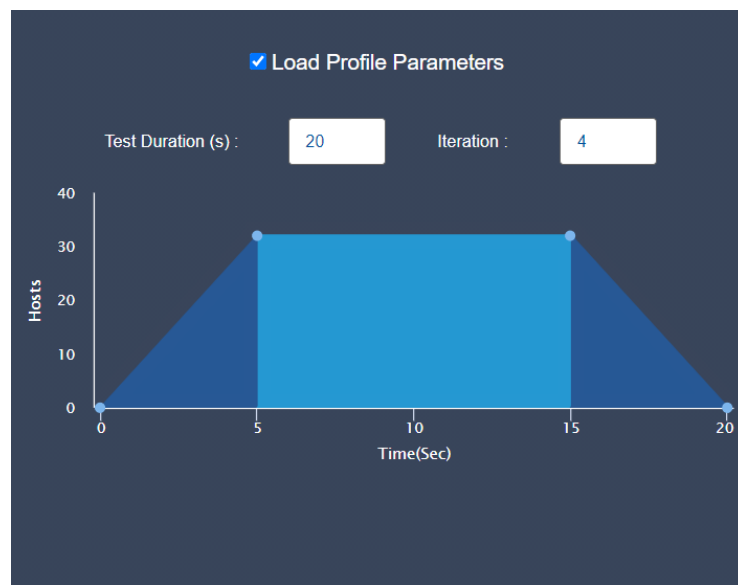 Load Profile Parameters
Test Duration (s) : 20 Iteration : 4
40
30
20
10
0
Hosts
0 5 10 15 20
Time(Sec)